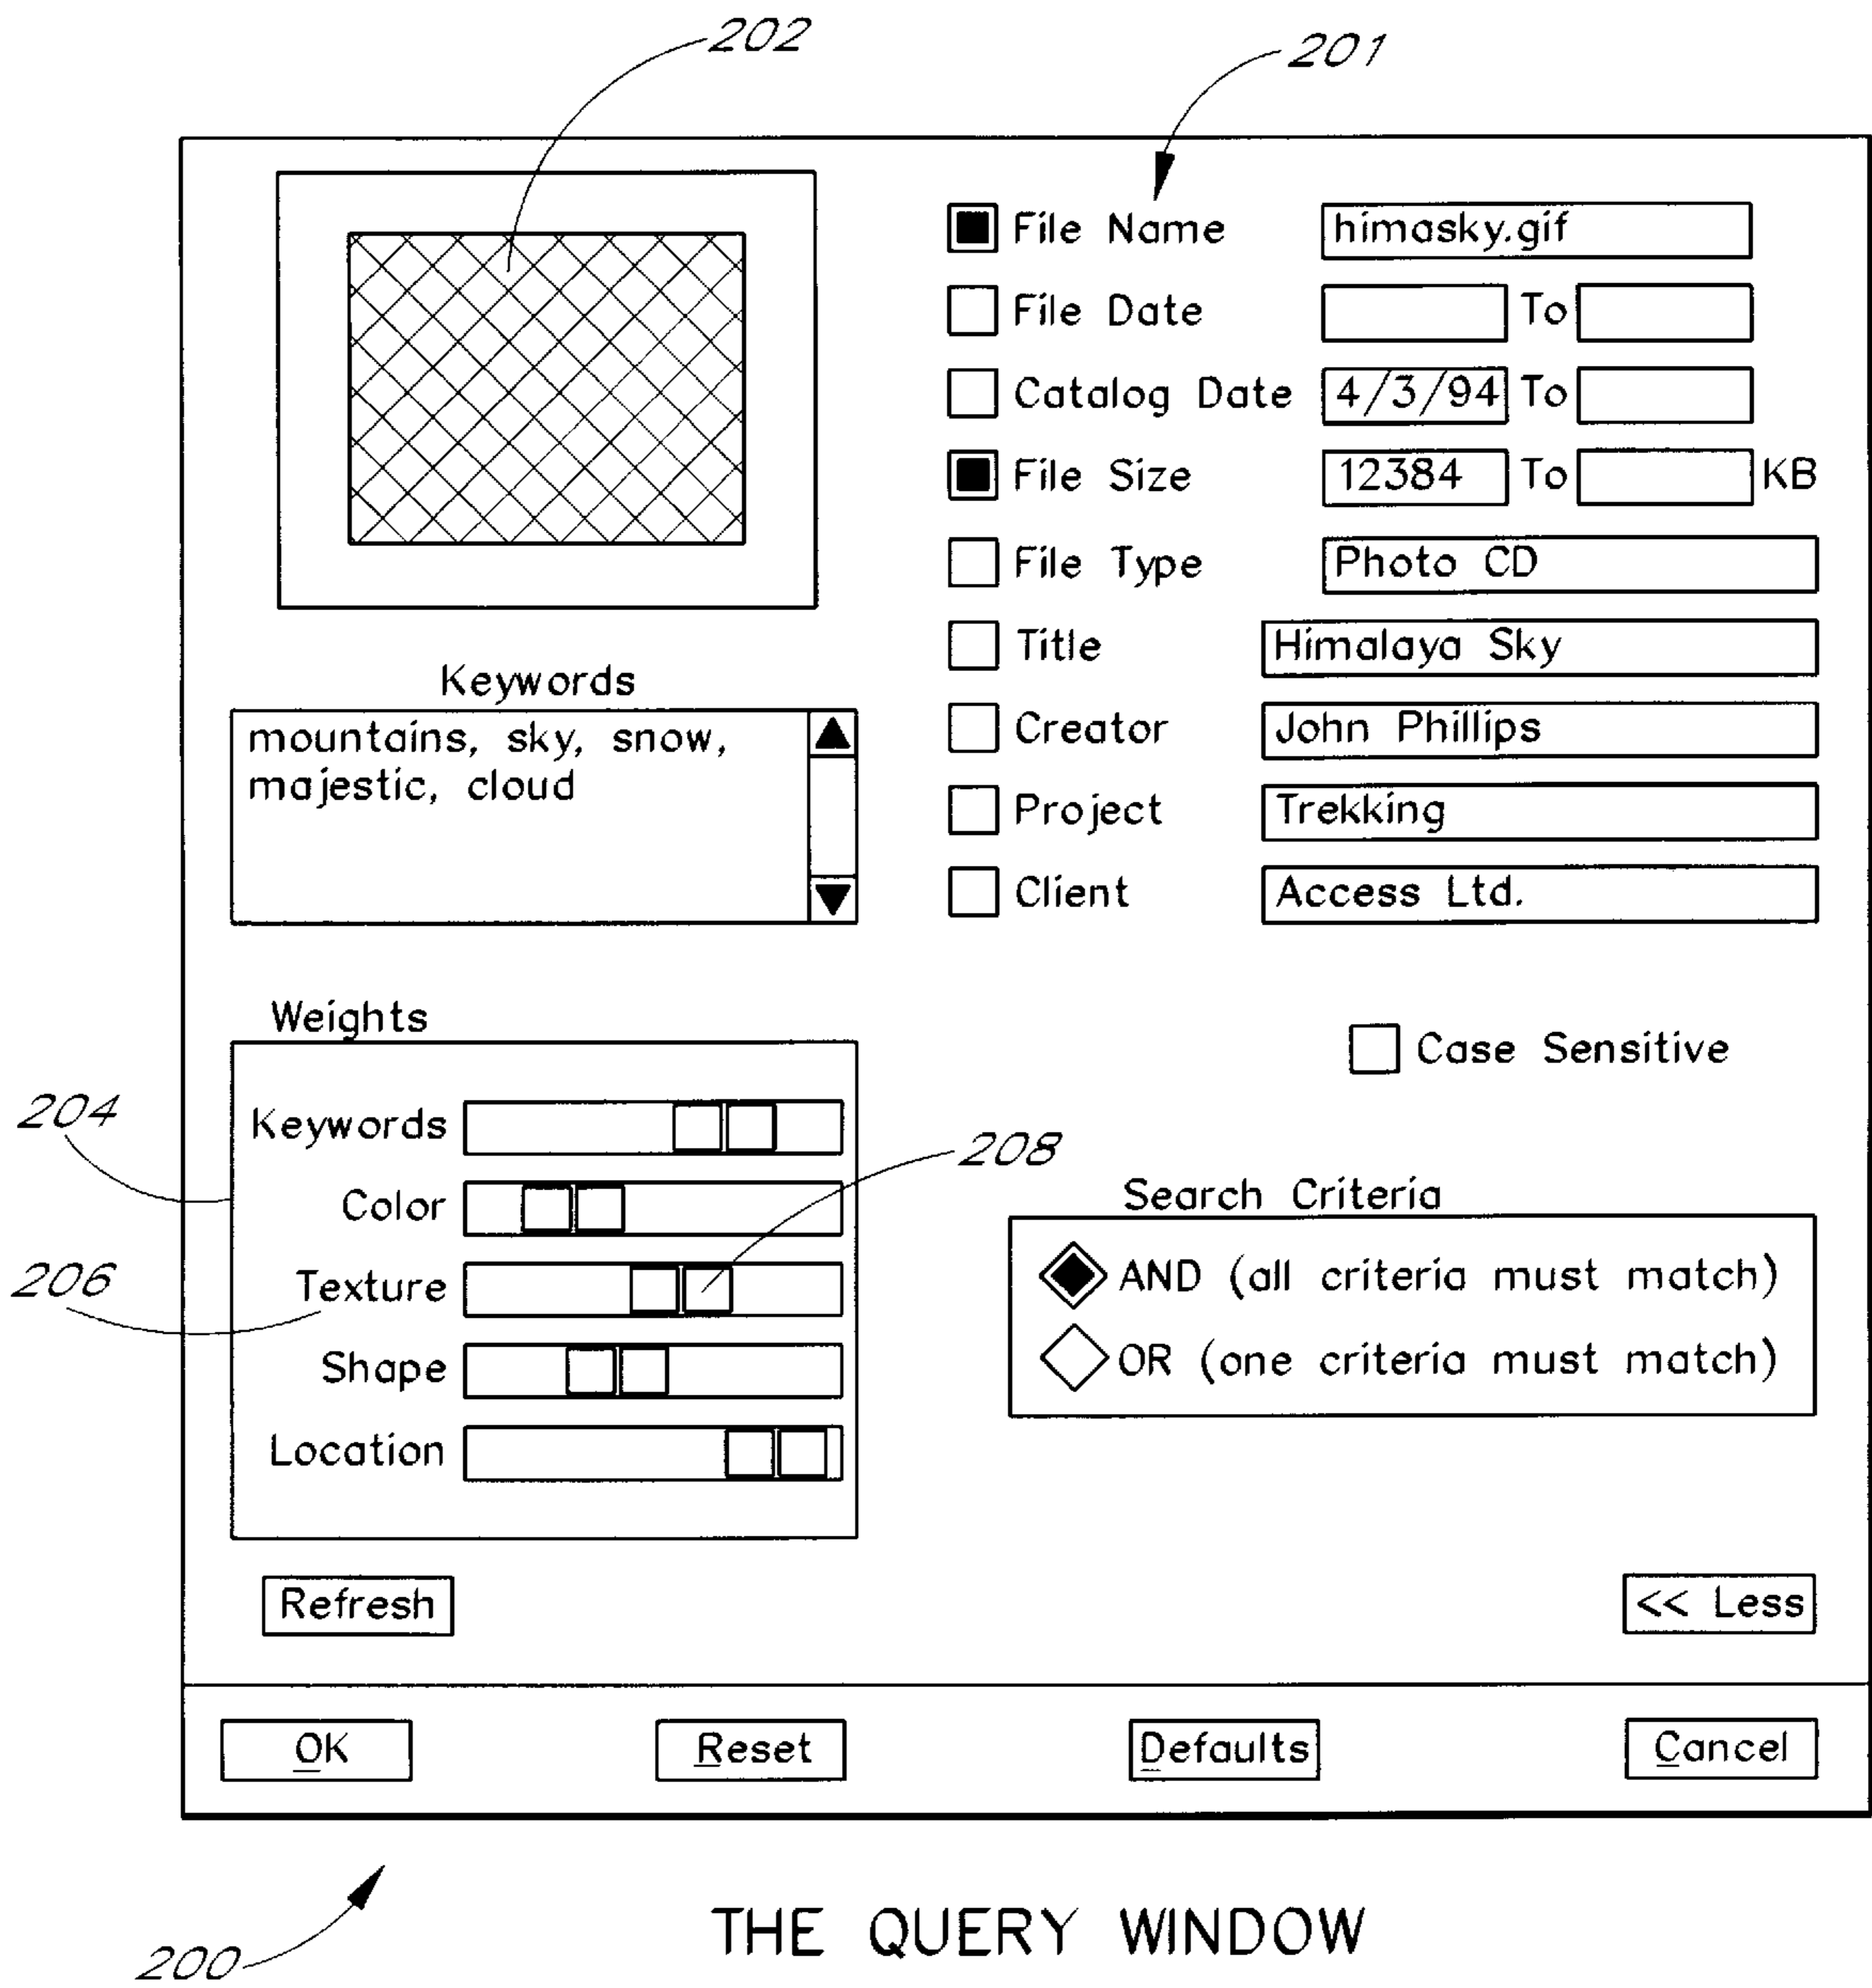 202
201
File Name himasky.gif
File Date To
Catalog Date 4/3/94 To
File Size 12384 To KB
File Type Photo CD
Title Himalaya Sky
Creator John Phillips
Project Trekking
Client Access Ltd.
Keywords
mountains, sky, snow,
majestic, cloud
Weights
Case Sensitive
204
Keywords
208
Color
206
Texture
Shape
Location
Search Criteria
AND (all criteria must match)
OR (one criteria must match)
Refresh
<< Less
OK
Reset
Defaults
Cancel
200
THE QUERY WINDOW